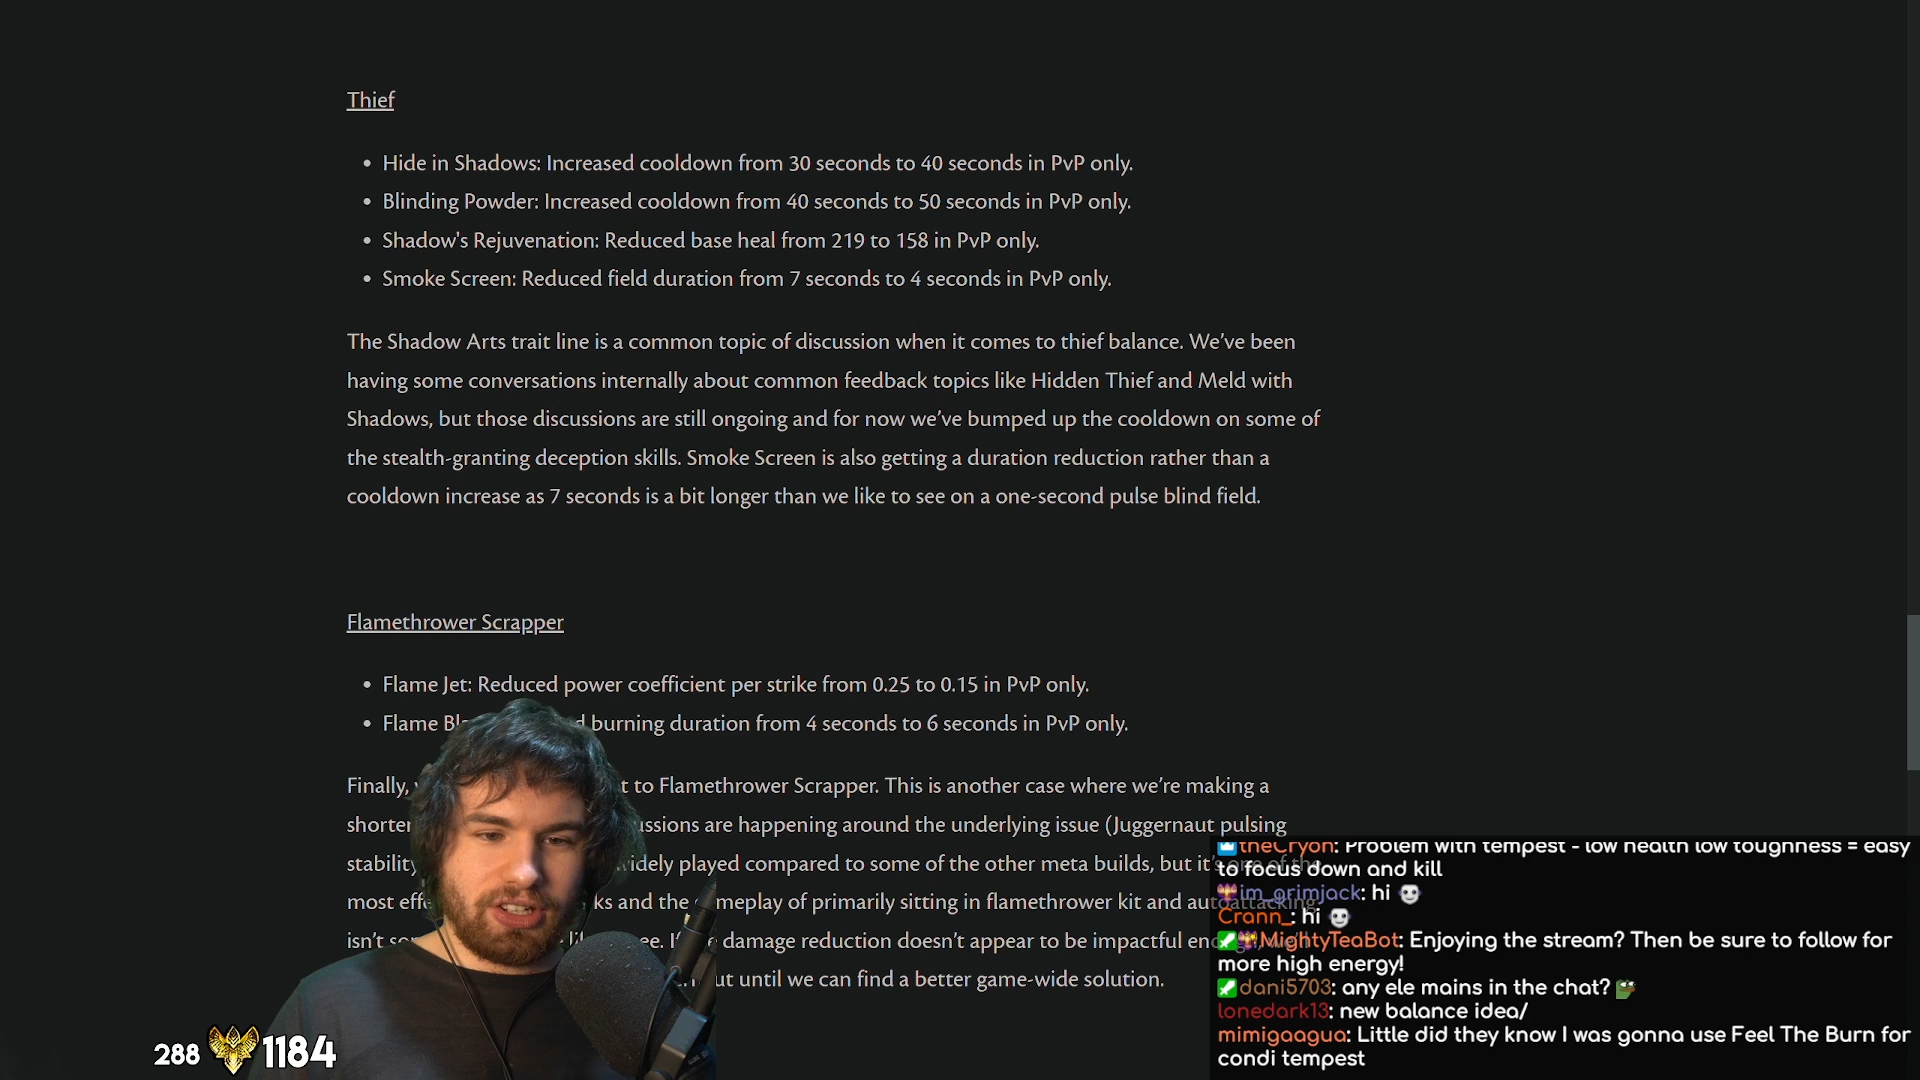 Thief
• Hide in Shadows: Increased cooldown from 30 seconds to 40 seconds in PvP only.
• Blinding Powder: Increased cooldown from 40 seconds to 50 seconds in PvP only.
• Shadow's Rejuvenation: Reduced base heal from 219 to 158 in PvP only.
• Smoke Screen: Reduced field duration from 7 seconds to 4 seconds in PvP only.
The Shadow Arts trait line is a common topic of discussion when it comes to thief balance. We've been
having some conversations internally about common feedback topics like Hidden Thief and Meld with
Shadows, but those discussions are still ongoing and for now we've bumped up the cooldown on some of
the stealth-granting deception skills. Smoke Screen is also getting a duration reduction rather than a
cooldown increase as 7 seconds is a bit longer than we like to see on a one-second pulse blind field.
Flamethrower Scrapper
• Flame Jet: Reduced power coefficient per strike from 0.25 to 0.15 in PvP only.
• Flame burning duration from 4 seconds to 6 seconds in PvP only.
Finally, to Flamethrower Scrapper. This is another case where we're making a
shorter are happening around the underlying issue (Juggernaut pulsing
stability played compared to some of the other meta builds, but it's one of the
most and the gameplay of primarily sitting in flamethrower kit and autoattacking
isn't damage reduction doesn't appear to be impactful
until we can find a better game-wide solution.
theCryon: Problem with tempest - low health low toughness = easy
to focus down and kill
im_grimjack: hi
Crann_: hi
MightyTeaBot: Enjoying the stream? Then be sure to follow for
more high energy!
dani5703: any ele mains in the chat?
lonedark13: new balance idea/
mimigaagua: Little did they know I was gonna use Feel The Burn for
condi tempest
288 1184